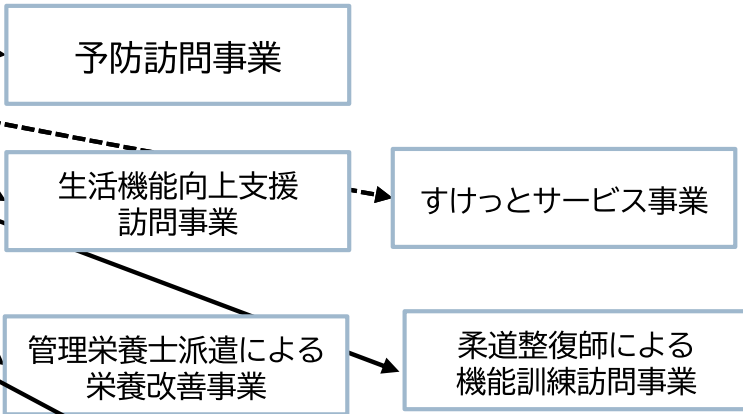 予防訪問事業
生活機能向上支援
訪問事業
すけっとサービス事業
管理栄養士派遣による
栄養改善事業
柔道整復師による
機能訓練訪問事業